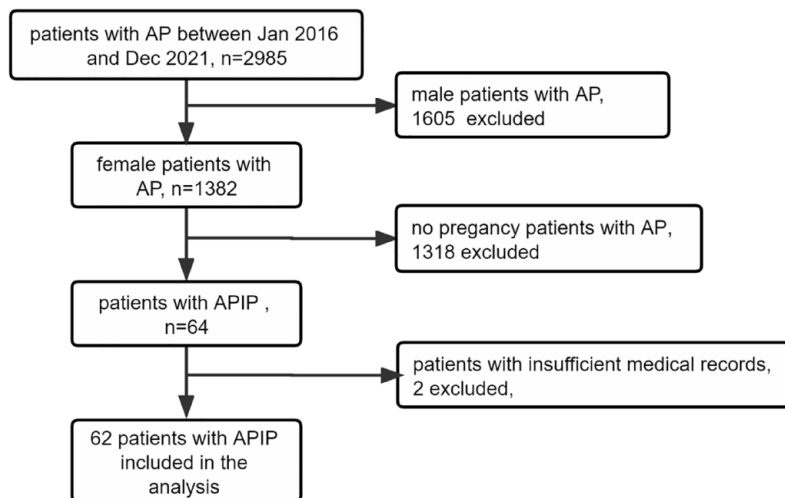 patients with AP between Jan 2016
and Dec 2021, n=2985
male patients with AP,
1605 excluded
female patients with
AP, n=1382
no pregancy patients with AP,
1318 excluded
patients with APIP ,
n=64
patients with insufficient medical records,
2 excluded,
62 patients with APIP
included in the
analysis